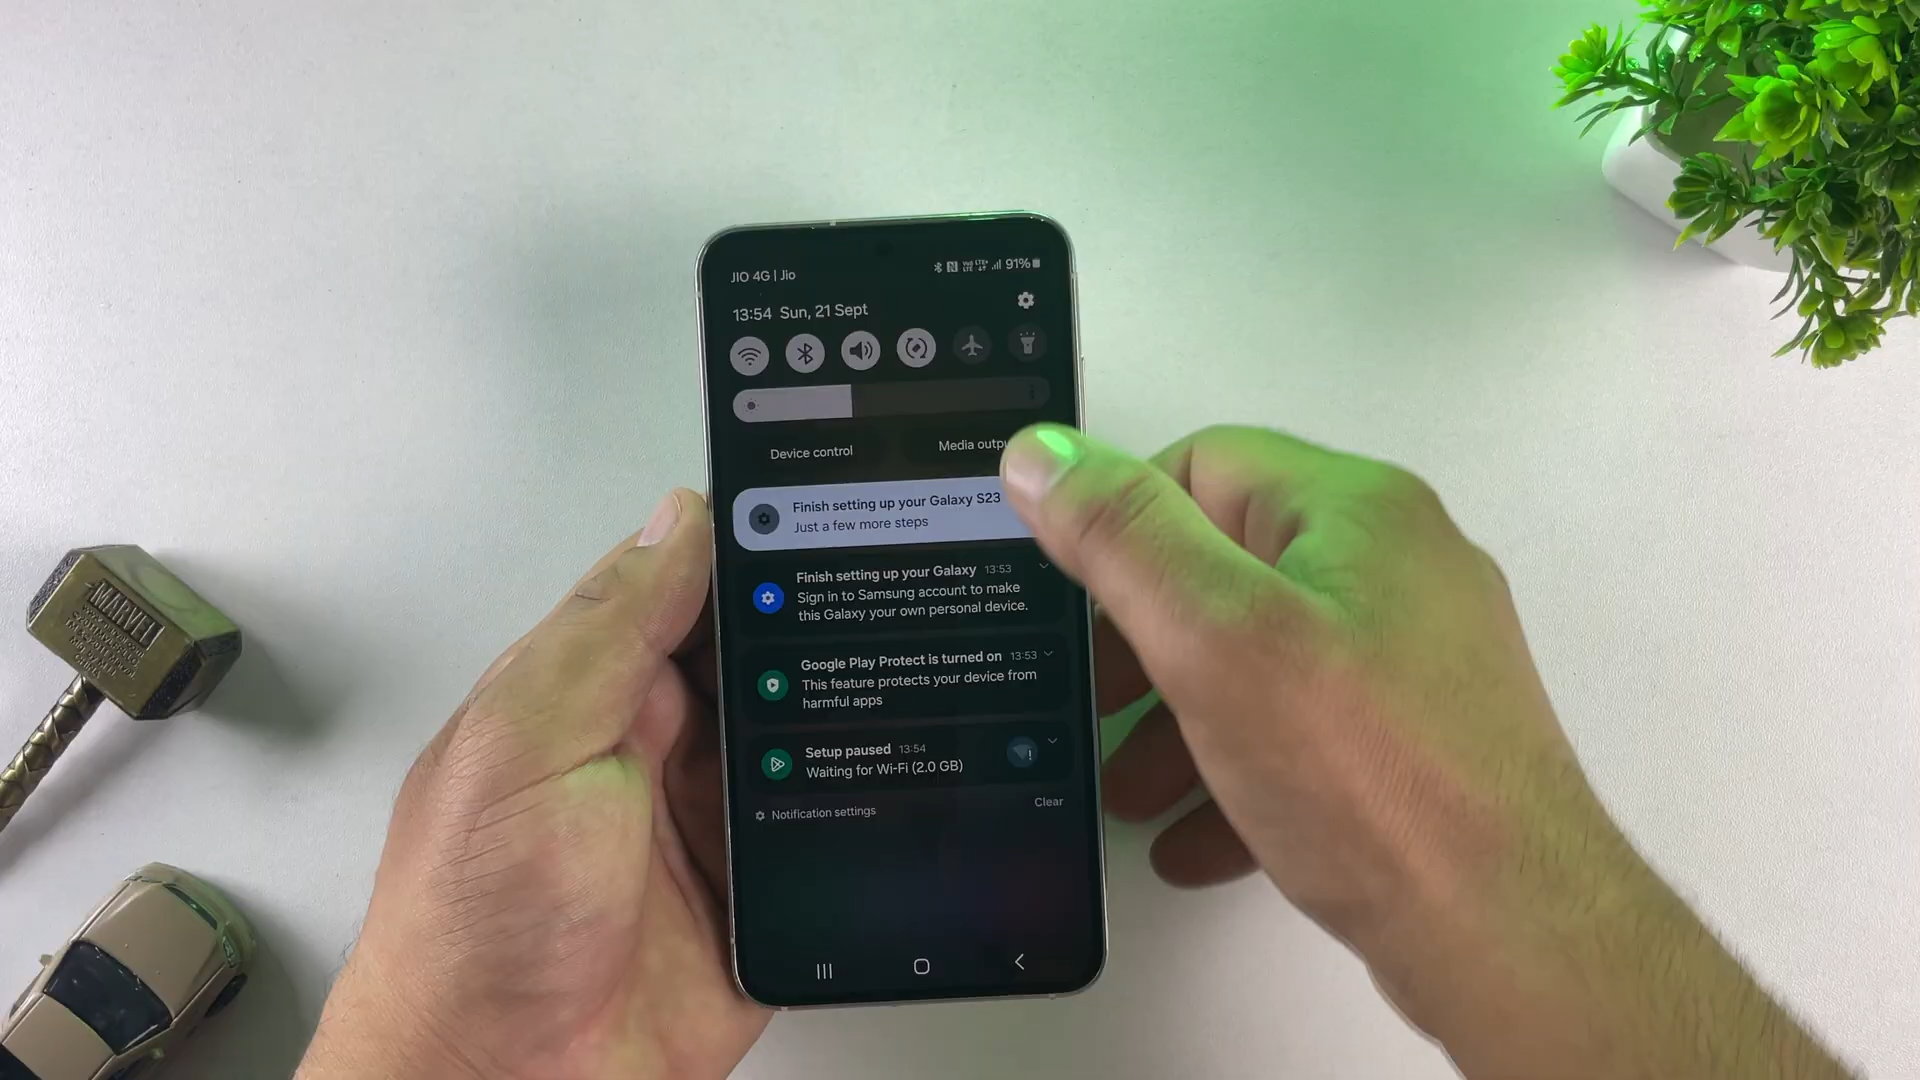 JIO 4G | Jio
91%
13:54 Sun, 21 Sept
Device control
Media outpu
Finish setting up your Galaxy S23
Just a few more steps
Finish setting up your Galaxy 13:53
Sign in to Samsung account to make
this Galaxy your own personal device.
Google Play Protect is turned on 13:53
This feature protects your device from
harmful apps
Setup paused 13:54
Waiting for Wi-Fi (2.0 GB)
Notification settings
Clear
MARVEL